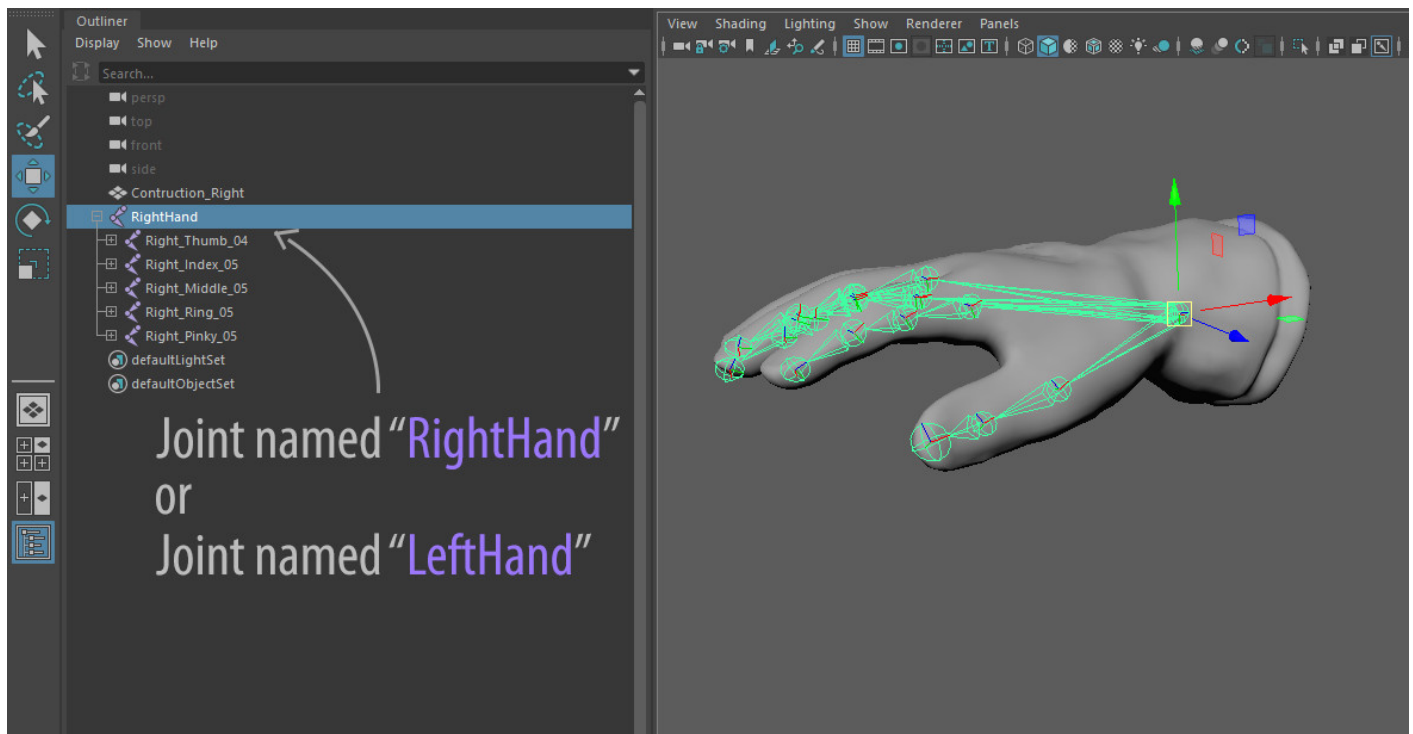 Outliner
Display Show Help
Search...
persp
top
front
side
Contruction_Right
RightHand
Right_Thumb_04
Right_Index_05
Right_Middle_05
Right_Ring_05
Right_Pinky_05
defaultLightSet
defaultObjectSet
Joint named “RightHand”
or
Joint named “LeftHand”
View Shading Lighting Show Renderer Panels